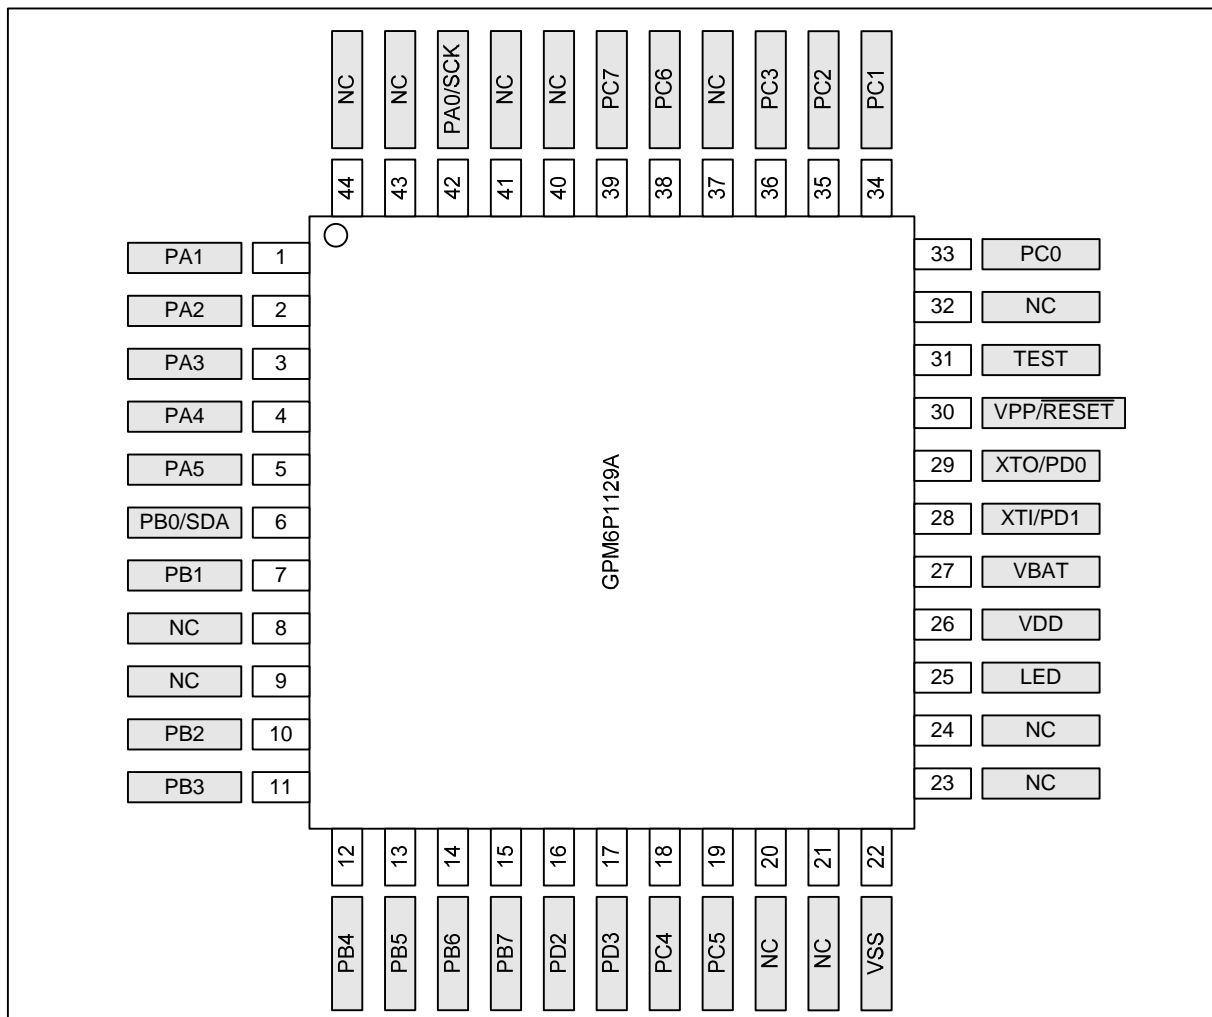 NC NC PA0/SCK NC NC PC7 PC6 NC PC3 PC2 PC1
44 43 42 41 40 39 38 37 36 35 34
PA1 1
PA2 2
PA3 3
PA4 4
PA5 5
PB0/SDA 6
PB1 7
NC 8
NC 9
PB2 10
PB3 11
GPM6P1129A
33 PC0
32 NC
31 TEST
30 VPP/RESET
29 XTO/PD0
28 XTI/PD1
27 VBAT
26 VDD
25 LED
24 NC
23 NC
12 13 14 15 16 17 18 19 20 21 22
PB4 PB5 PB6 PB7 PD2 PD3 PC4 PC5 NC NC VSS